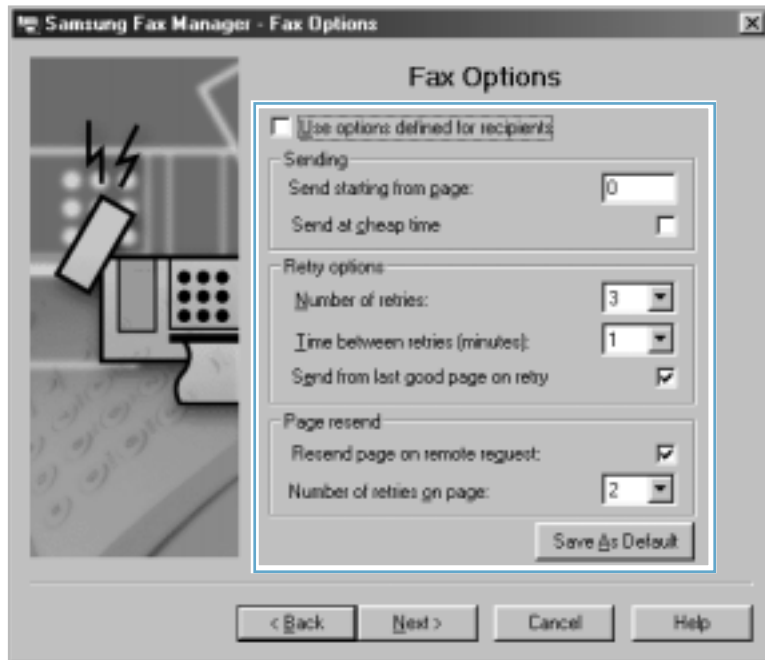 Samsung Fax Manager - Fax Options
Fax Options
Use options defined for recipients
Sending
Send starting from page: 0
Send at cheap time
Retry options
Number of retries: 3
Time between retries (minutes): 1
Send from last good page on retry
Page resend
Resend page on remote reguest:
Number of retries on page: 2
Save As Default
< Back Next > Cancel Help